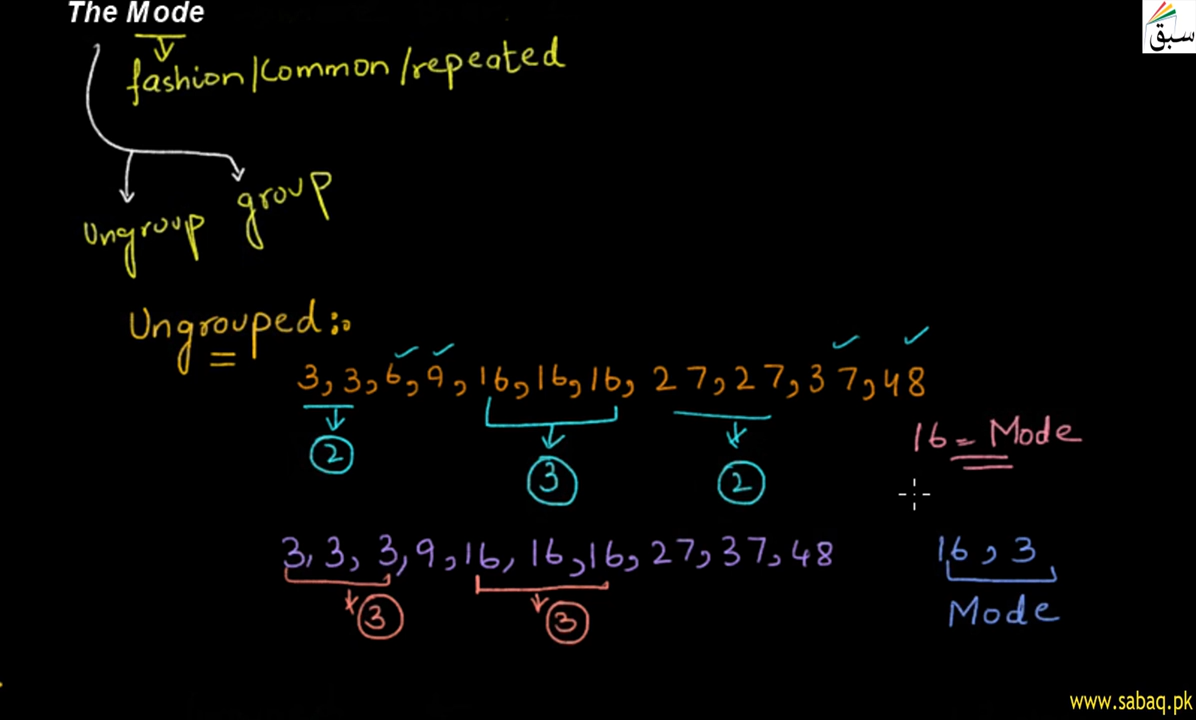 The Mode
سبق
fashion/common/repeated
Ungroup group
Ungrouped:
3, 3, 6, 9, 16, 16, 16, 27, 27, 37, 48
2 3 2
16 = Mode
3, 3, 3, 9, 16, 16, 16, 27, 37, 48
16, 3
3 3
Mode
www.sabaq.pk